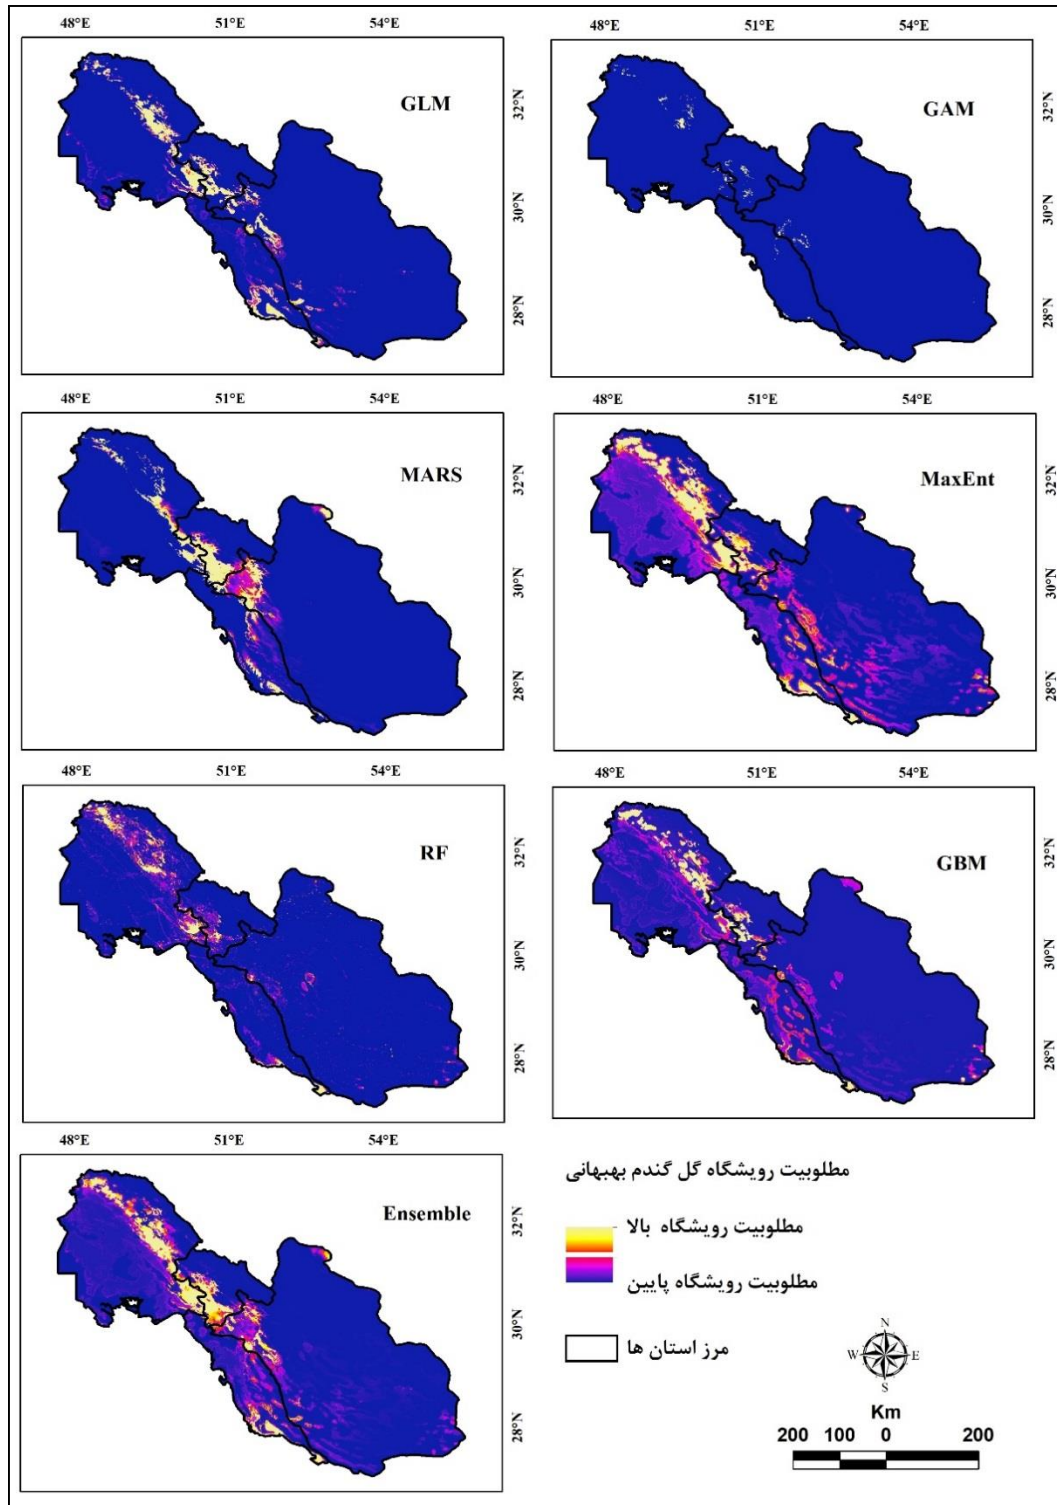 48°E 51°E 54°E
GLM
32°N
30°N
28°N
48°E 51°E 54°E
GAM
32°N
30°N
28°N
48°E 51°E 54°E
MARS
32°N
30°N
28°N
48°E 51°E 54°E
MaxEnt
32°N
30°N
28°N
48°E 51°E 54°E
RF
32°N
30°N
28°N
48°E 51°E 54°E
GBM
32°N
30°N
28°N
48°E 51°E 54°E
Ensemble
32°N
30°N
28°N
مطلوبیت رویشگاه گل گندم بهبهانی
مطلوبیت رویشگاه بالا
مطلوبیت رویشگاه پایین
مرز استان ها
N
W E
S
Km
200 100 0 200